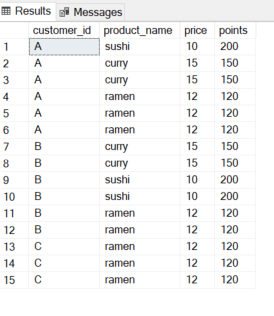 Results Messages
customer_id product_name price points
1 A sushi 10 200
2 A curry 15 150
3 A curry 15 150
4 A ramen 12 120
5 A ramen 12 120
6 A ramen 12 120
7 B curry 15 150
8 B curry 15 150
9 B sushi 10 200
10 B sushi 10 200
11 B ramen 12 120
12 B ramen 12 120
13 C ramen 12 120
14 C ramen 12 120
15 C ramen 12 120